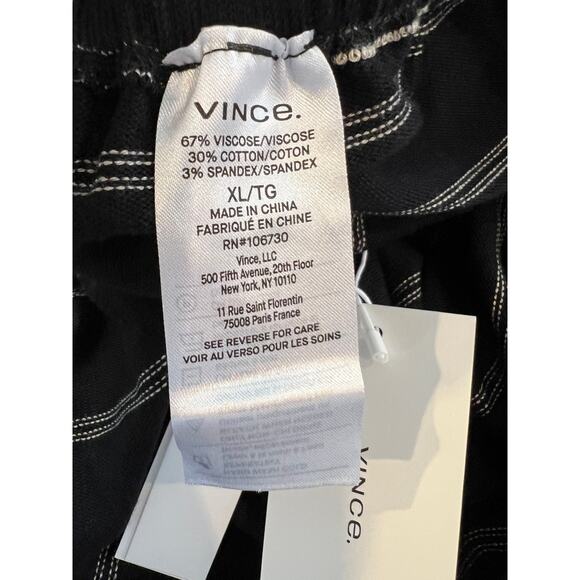 VINCE.
67% VISCOSE/VISCOSE
30% COTTON/COTON
3% SPANDEX/SPANDEX
XL/TG
MADE IN CHINA
FABRIQUÉ EN CHINE
RN#106730
Vince, LLC
500 Fifth Avenue, 20th Floor
New York, NY 10110
11 Rue Saint Florentin
75008 Paris France
SEE REVERSE FOR CARE
VOIR AU VERSO POUR LES SOINS
VINCE.